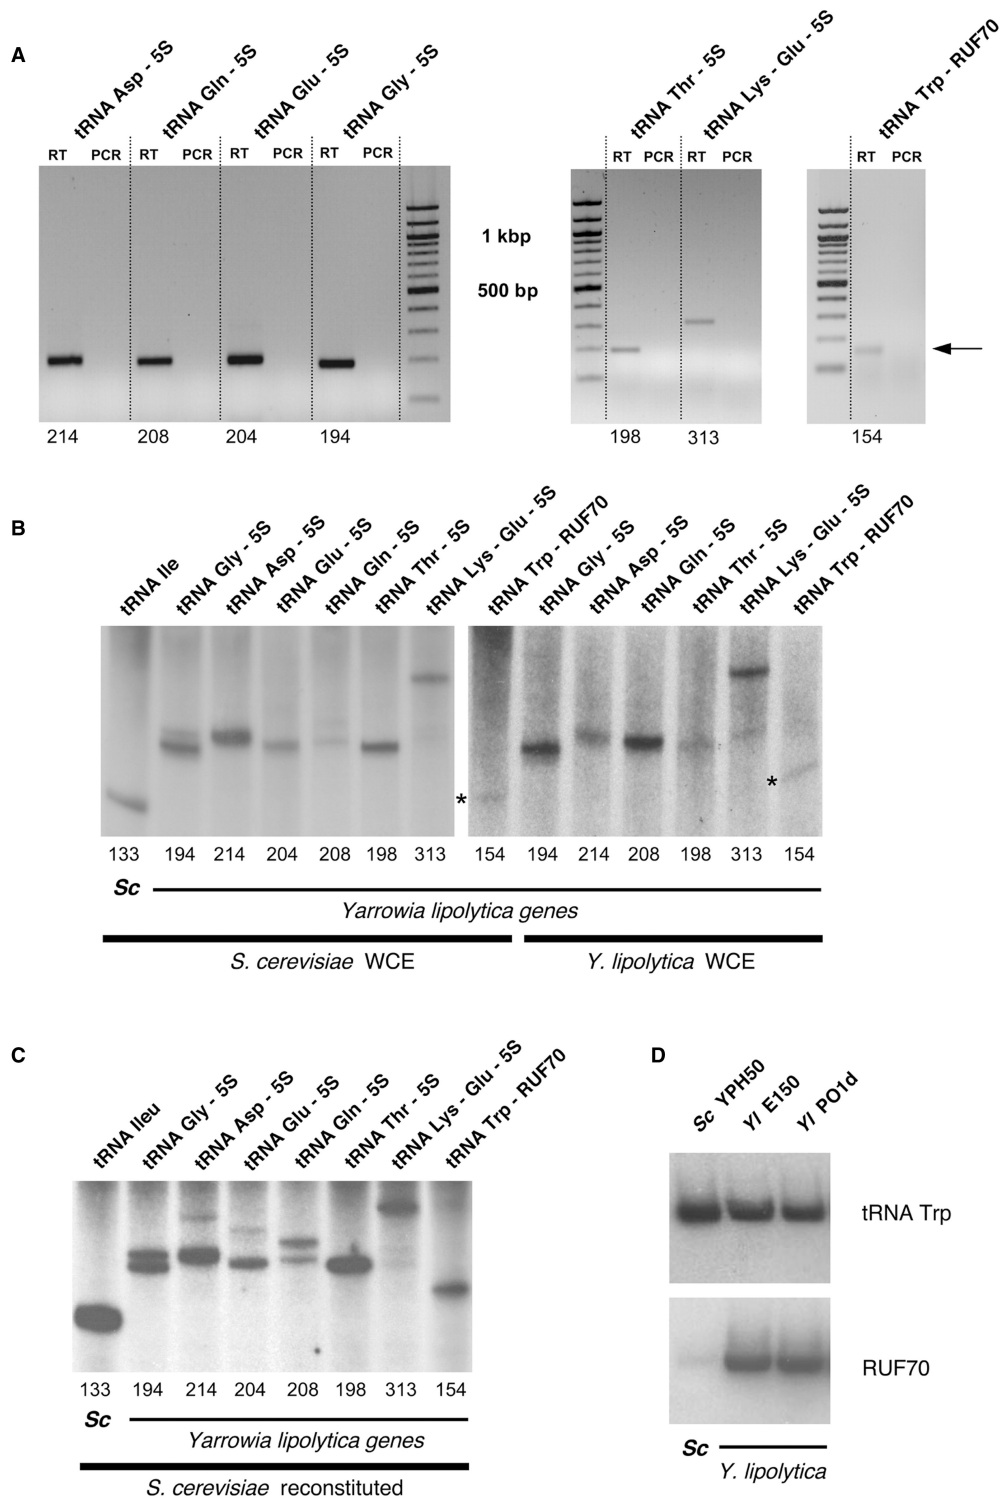 A
tRNA Asp - 5S
tRNA Gln - 5S
tRNA Glu - 5S
tRNA Gly - 5S
tRNA Thr - 5S
tRNA Lys - Glu - 5S
tRNA Trp - RUF70
RT PCR RT PCR RT PCR RT PCR
RT PCR RT PCR
RT PCR
1 kbp
500 bp
214 208 204 194
198 313
154
B
tRNA Ile
tRNA Gly - 5S
tRNA Asp - 5S
tRNA Glu - 5S
tRNA Gln - 5S
tRNA Thr - 5S
tRNA Lys - Glu - 5S
tRNA Trp - RUF70
tRNA Gly - 5S
tRNA Asp - 5S
tRNA Gln - 5S
tRNA Thr - 5S
tRNA Lys - Glu - 5S
tRNA Trp - RUF70
*
*
133 194 214 204 208 198 313 154 194 214 208 198 313 154
Sc
Yarrowia lipolytica genes
S. cerevisiae WCE
Y. lipolytica WCE
C
tRNA Ileu
tRNA Gly - 5S
tRNA Asp - 5S
tRNA Glu - 5S
tRNA Gln - 5S
tRNA Thr - 5S
tRNA Lys - Glu - 5S
tRNA Trp - RUF70
133 194 214 204 208 198 313 154
Sc
Yarrowia lipolytica genes
S. cerevisiae reconstituted
D
Sc YPH50
Yl E150
Yl PO1d
tRNA Trp
RUF70
Sc
Y. lipolytica